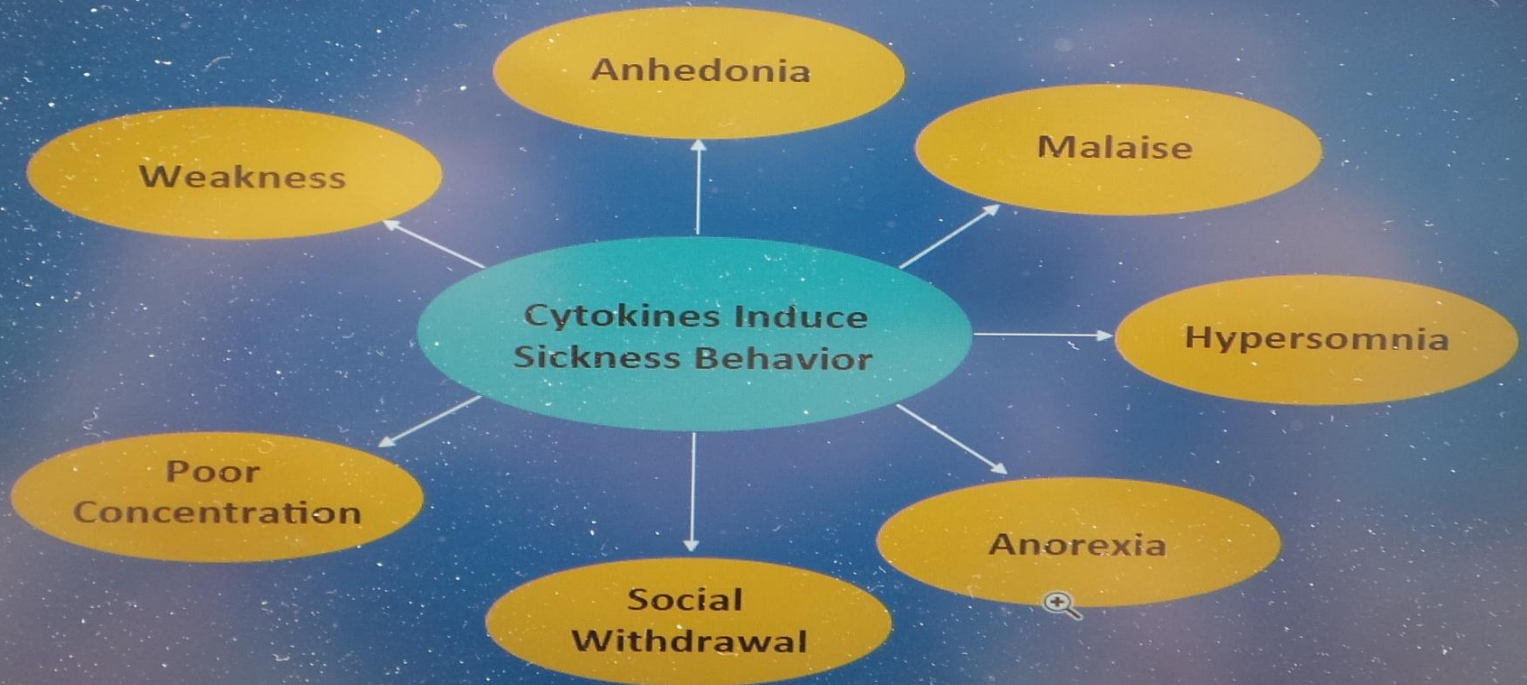 Anhedonia
Malaise
Weakness
Cytokines Induce
Sickness Behavior
Hypersomnia
Poor
Concentration
Anorexia
Social
Withdrawal